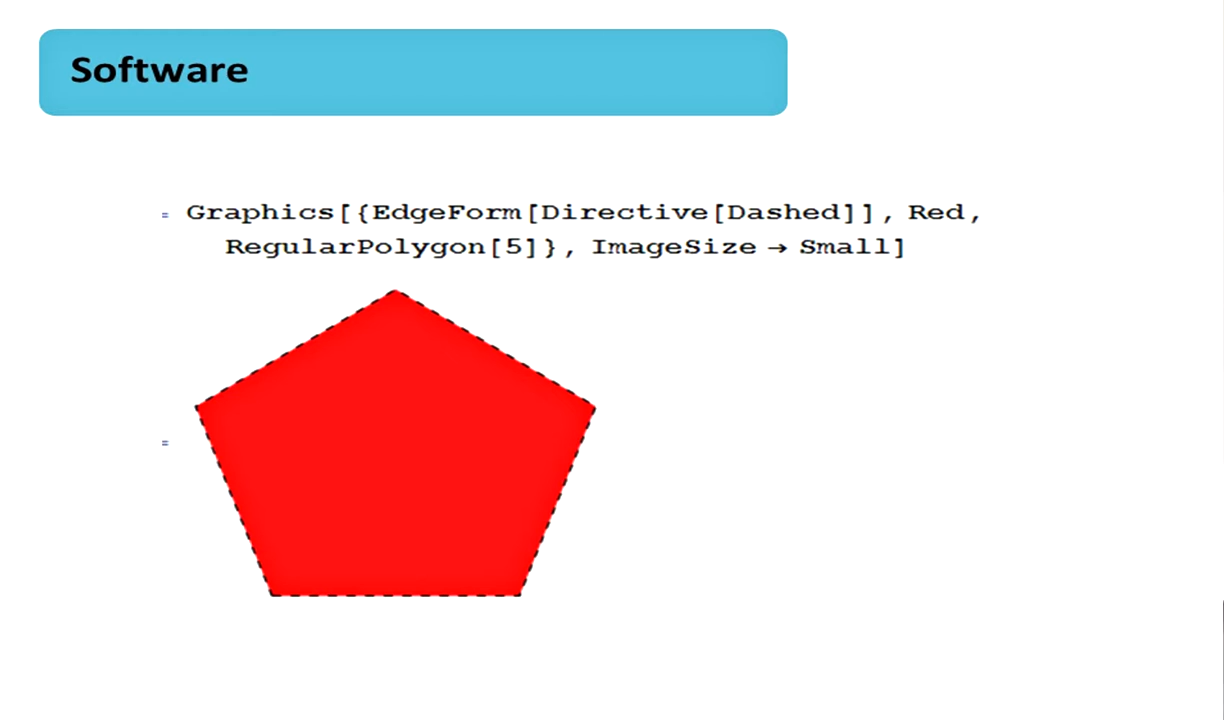 Software
= Graphics[{EdgeForm[Directive[Dashed]], Red,
RegularPolygon[5]}, ImageSize → Small]
=